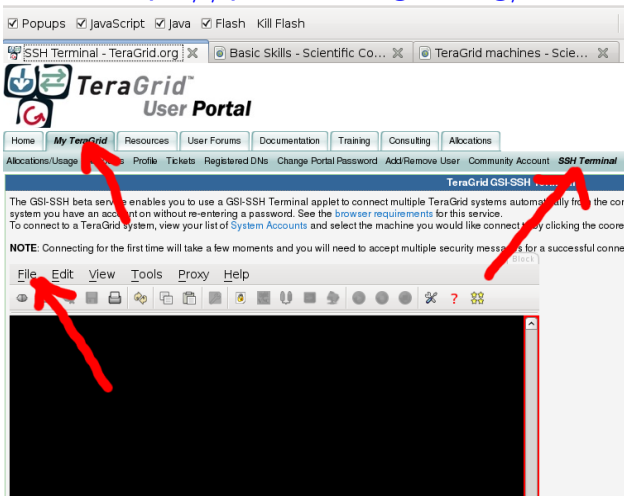 Popups JavaScript Java Flash Kill Flash
SSH Terminal - TeraGrid.org Basic Skills - Scientific Co... TeraGrid machines - Scie...
TeraGrid™
User Portal
Home My TeraGrid Resources User Forums Documentation Training Consulting Allocations
Allocations/Usage Profile Tickets Registered DNs Change Portal Password Add/Remove User Community Account SSH Terminal
TeraGrid GSI-SSH
The GSI-SSH beta service enables you to use a GSI-SSH Terminal applet to connect multiple TeraGrid systems automatically from the
system you have an account on without re-entering a password. See the browser requirements for this service.
To connect to a TeraGrid system, view your list of System Accounts and select the machine you would like connect to by clicking the
NOTE: Connecting for the first time will take a few moments and you will need to accept multiple security messages for a successful
Block
File Edit View Tools Proxy Help